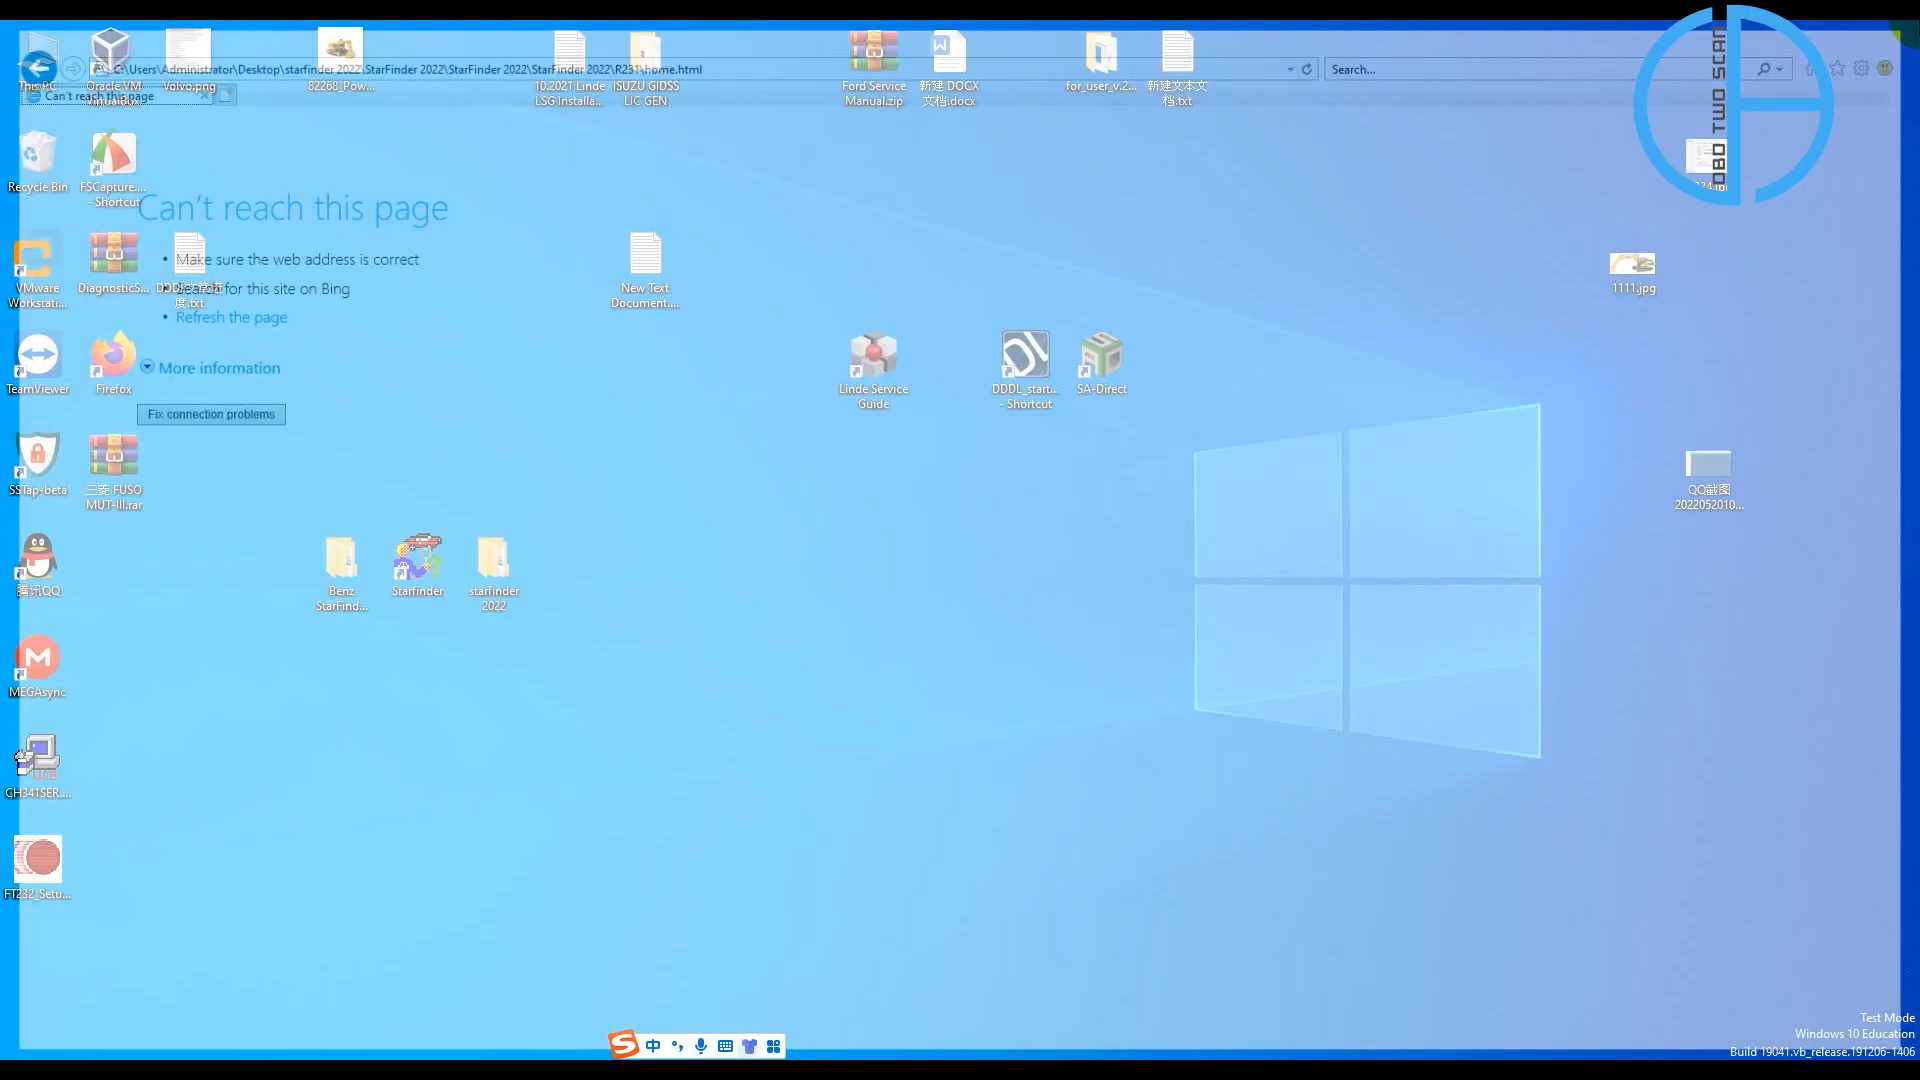 C:\Users\Administrator\Desktop\starfinder 2022\StarFinder 2022\StarFinder 2022\StarFinder 2022\R231\home.html
Search...
Can't reach this page
This PC
Oracle VM
VirtualBox
Volvo.png
82268_Pow...
10.2021 Linde
LSG Installa...
ISUZU GIDSS
LIC GEN
Ford Service
Manual.zip
新建 DOCX
文档.docx
for_user_v.2...
新建文本文
档.txt
OBD TWO SCAN
Recycle Bin
FSCapture....
- Shortcut
Can't reach this page
• Make sure the web address is correct
for this site on Bing
• Refresh the page
VMware
Workstati...
DiagnosticS...
度.txt
New Text
Document....
1111.jpg
TeamViewer
Firefox
More information
Fix connection problems
Linde Service
Guide
DDDL_start...
- Shortcut
SA-Direct
SSTap-beta
三菱 FUSO
MUT-III.rar
QQ截图
2022052010...
腾讯QQ
Benz
StarFind...
Starfinder
starfinder
2022
MEGAsync
CH341SER....
FT232_Setu...
中
Test Mode
Windows 10 Education
Build 19041.vb_release.191206-1406